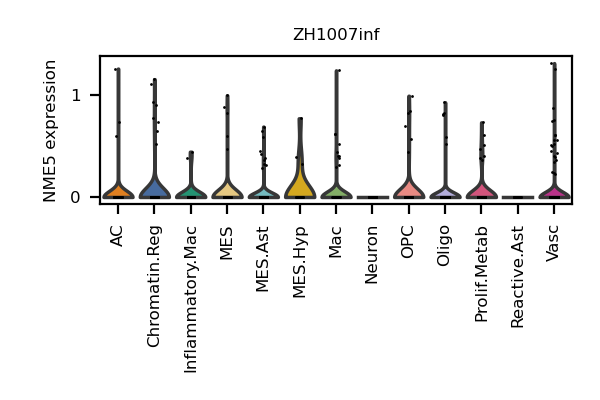 ZH1007inf
NME5 expression
1
0
AC
Chromatin.Reg
Inflammatory.Mac
MES
MES.Ast
MES.Hyp
Mac
Neuron
OPC
Oligo
Prolif.Metab
Reactive.Ast
Vasc